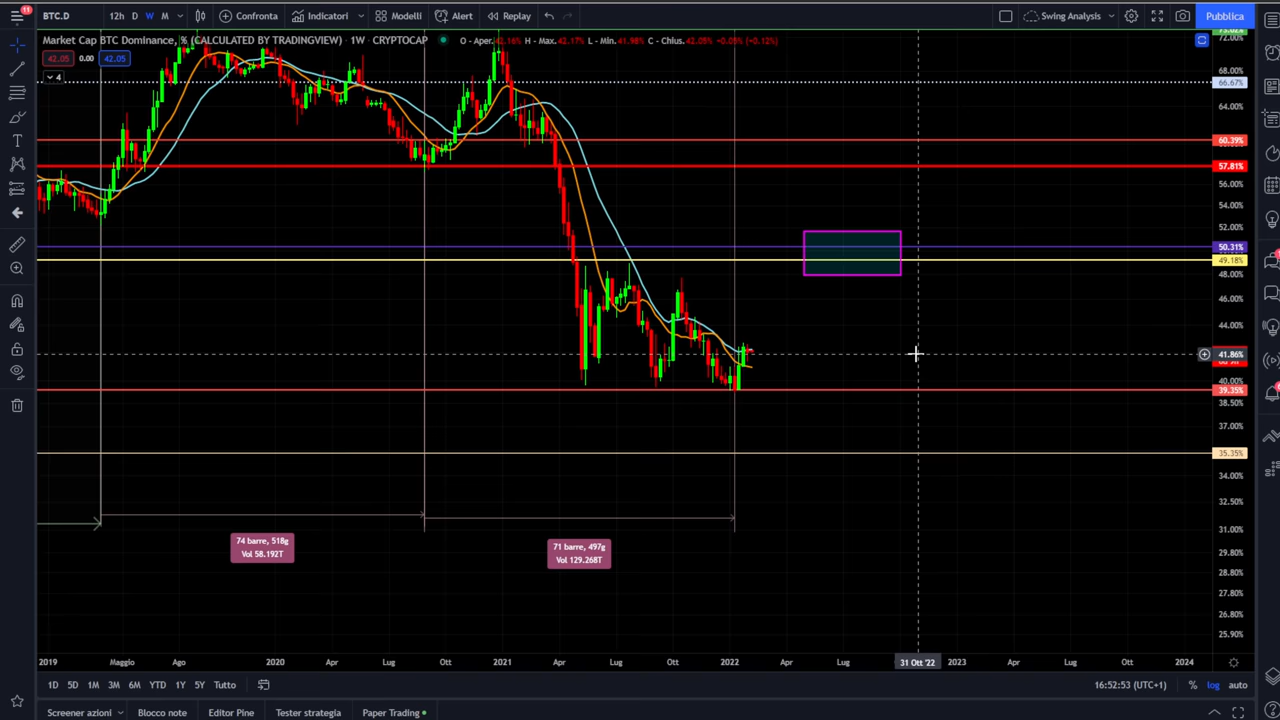 11
BTC.D
12h D W M
Confronta
Indicatori
Modelli
Alert
Replay
Swing Analysis
Pubblica
Market Cap BTC Dominance, % (CALCULATED BY TRADINGVIEW) · 1W · CRYPTOCAP
O - Aper. 42.16% H - Max. 42.17% L - Min. 41.98% C - Chius. 42.05% +0.05% (+0.12%)
42.05 0.00 42.05
4
72.00%
68.00%
66.67%
64.00%
60.39%
57.81%
56.00%
54.00%
52.00%
50.31%
49.18%
48.00%
46.00%
44.00%
41.86%
40.00%
39.35%
38.50%
37.00%
35.35%
34.00%
32.50%
31.00%
29.80%
28.80%
27.80%
26.80%
25.90%
74 barre, 518g
Vol 58.192T
71 barre, 497g
Vol 129.268T
2019 Maggio Ago 2020 Apr Lug Ott 2021 Apr Lug Ott 2022 Apr Lug 31 Ott '22 2023 Apr Lug Ott 2024
1D 5D 1M 3M 6M YTD 1Y 5Y Tutto
16:52:53 (UTC+1) % log auto
Screener azioni
Blocco note
Editor Pine
Tester strategia
Paper Trading